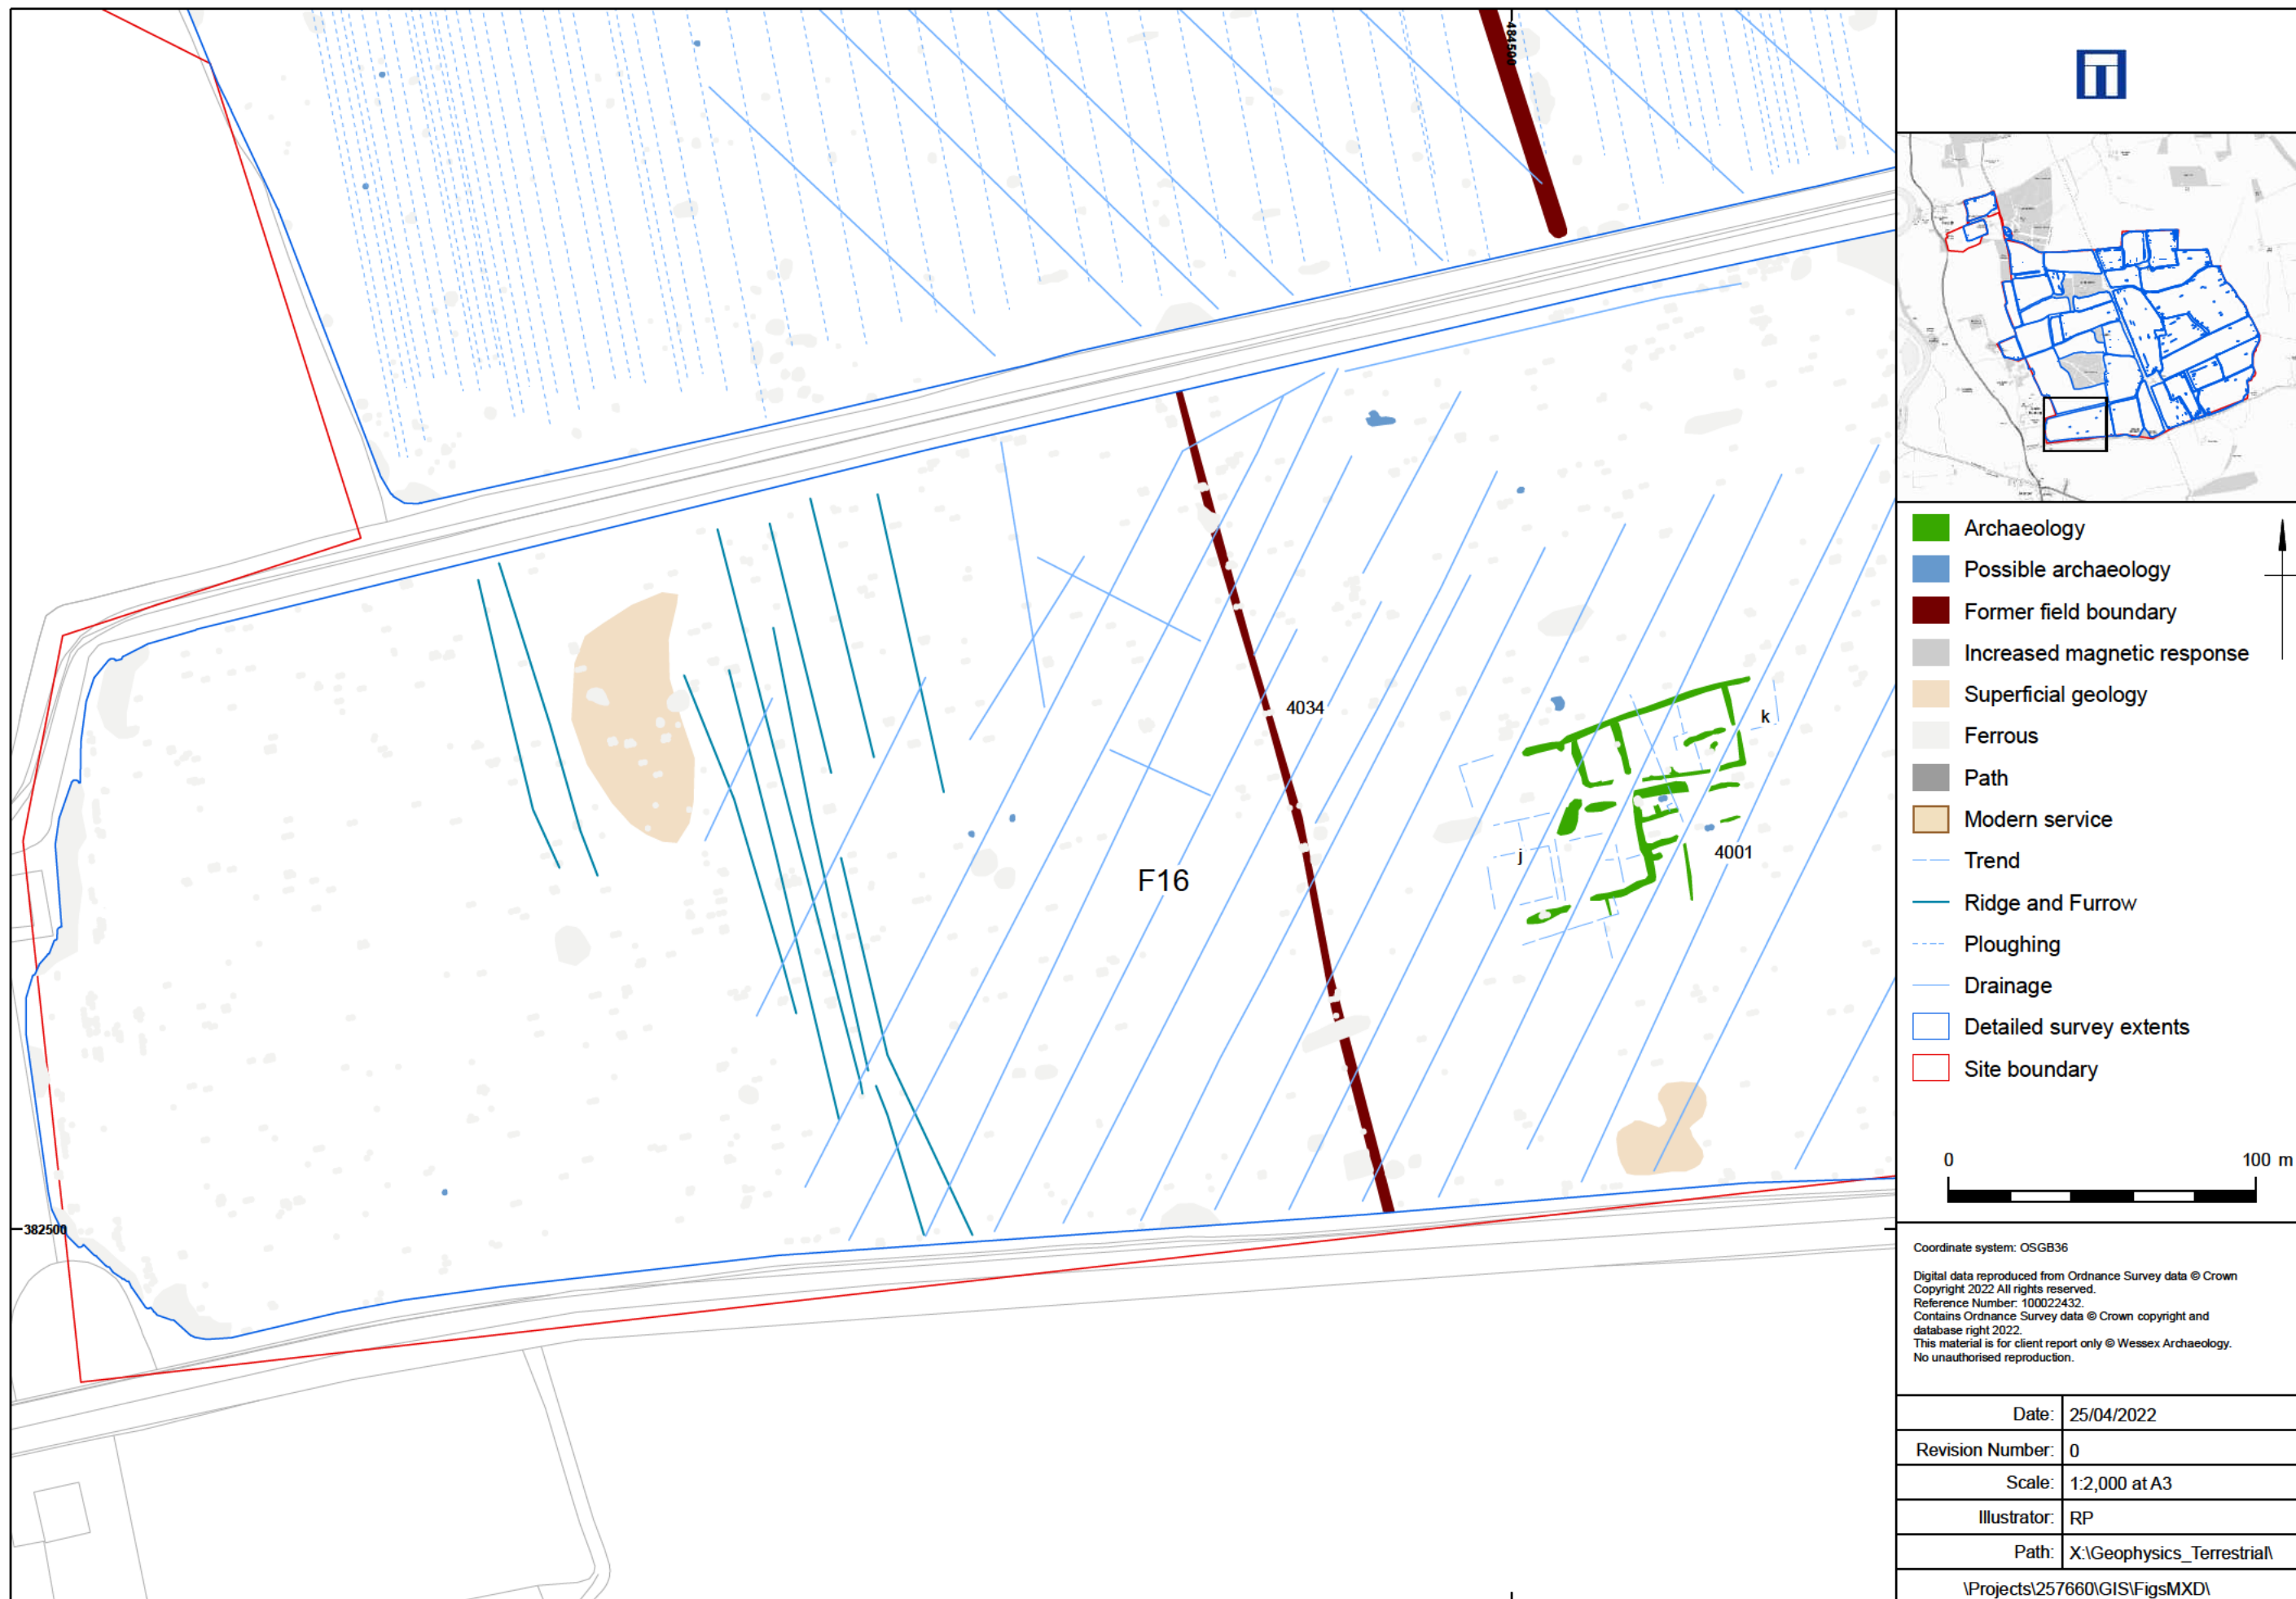 484500
4034
k
j
4001
F16
382500
Archaeology
Possible archaeology
Former field boundary
Increased magnetic response
Superficial geology
Ferrous
Path
Modern service
Trend
Ridge and Furrow
Ploughing
Drainage
Detailed survey extents
Site boundary
0 100 m
Coordinate system: OSGB36
Digital data reproduced from Ordnance Survey data © Crown
Copyright 2022 All rights reserved.
Reference Number: 100022432.
Contains Ordnance Survey data © Crown copyright and
database right 2022.
This material is for client report only © Wessex Archaeology.
No unauthorised reproduction.
Date: 25/04/2022
Revision Number: 0
Scale: 1:2,000 at A3
Illustrator: RP
Path: X:\Geophysics_Terrestrial\
\Projects\257660\GIS\FigsMXD\